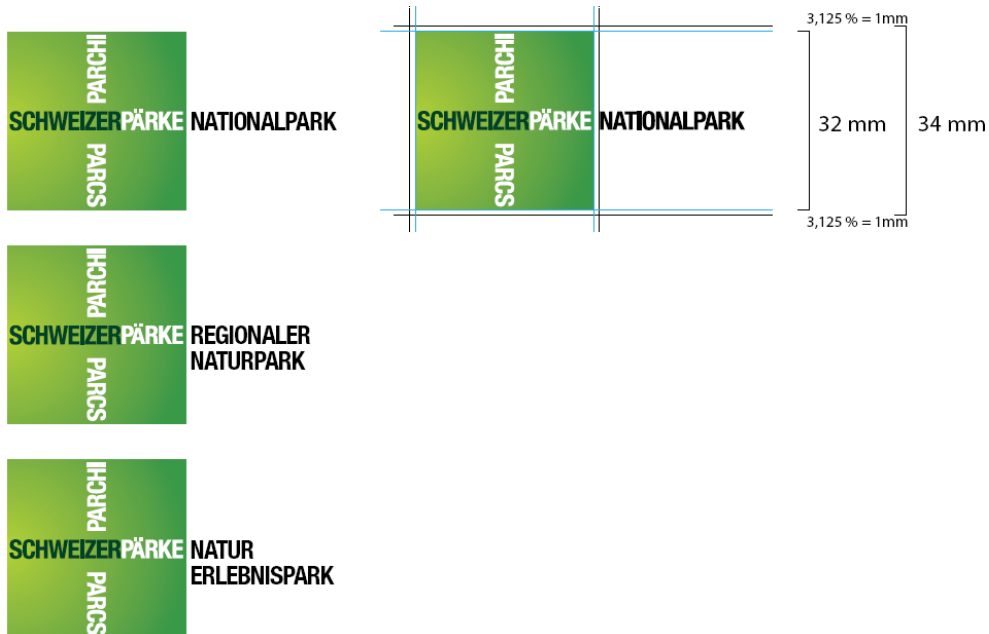 PARCHI
SCHWEIZERPÄRKE NATIONALPARK
PARCS
3,125 % = 1mm
PARCHI
SCHWEIZERPÄRKE NATIONALPARK
PARCS
32 mm
34 mm
3,125 % = 1mm
PARCHI
SCHWEIZERPÄRKE REGIONALER
NATURPARK
PARCS
PARCHI
SCHWEIZERPÄRKE NATUR
ERLEBNISPARK
PARCS